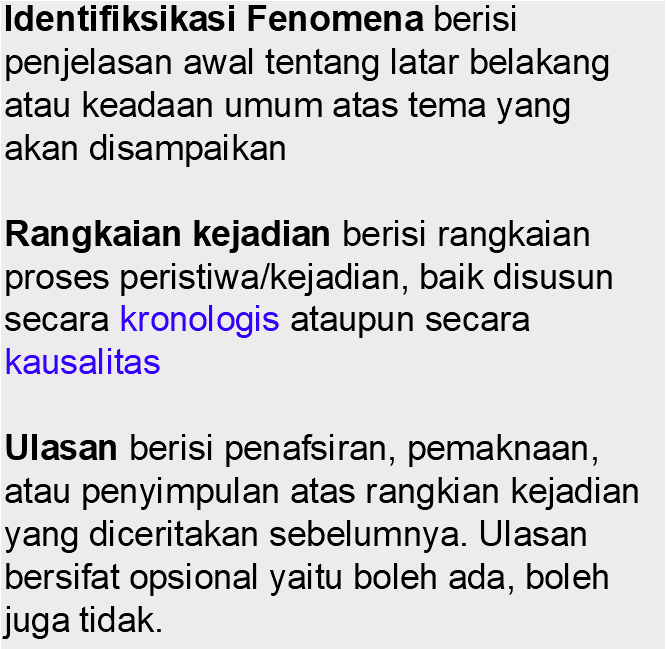 Identifiksikasi Fenomena berisi
penjelasan awal tentang latar belakang
atau keadaan umum atas tema yang
akan disampaikan
Rangkaian kejadian berisi rangkaian
proses peristiwa/kejadian, baik disusun
secara kronologis ataupun secara
kausalitas
Ulasan berisi penafsiran, pemaknaan,
atau penyimpulan atas rangkian kejadian
yang diceritakan sebelumnya. Ulasan
bersifat opsional yaitu boleh ada, boleh
juga tidak.